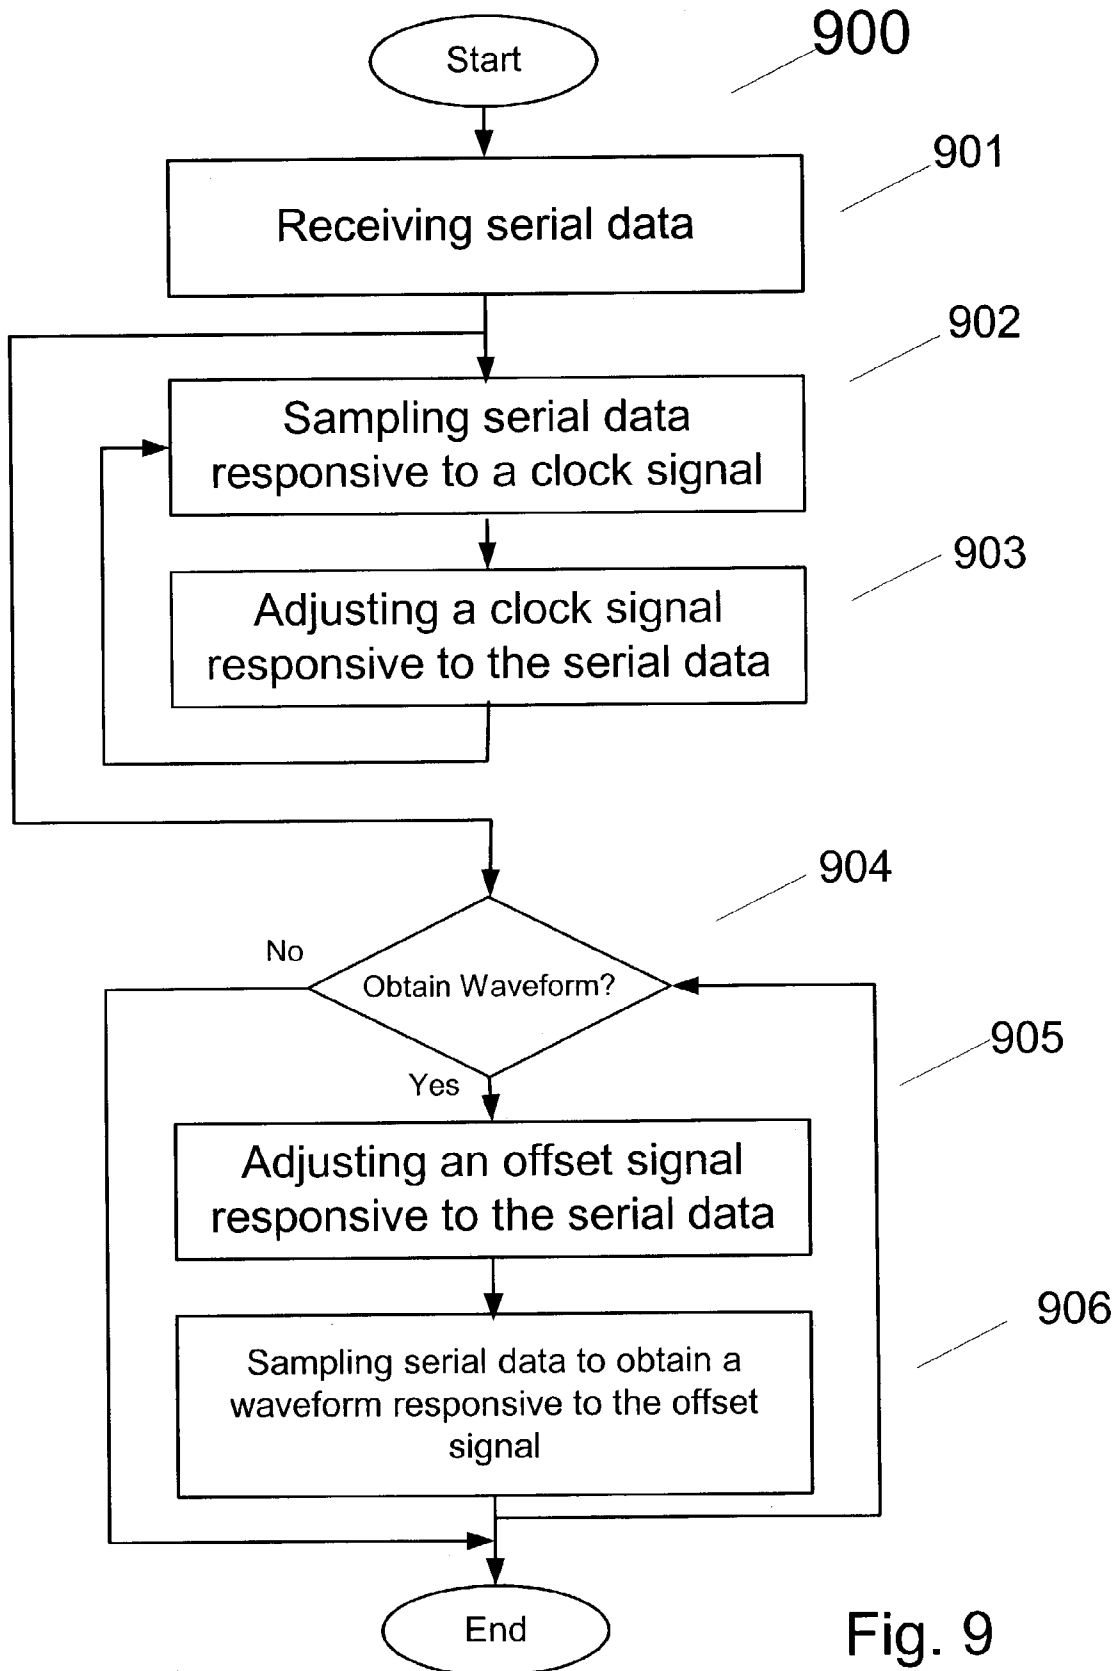 Start
900
901
Receiving serial data
902
Sampling serial data
responsive to a clock signal
903
Adjusting a clock signal
responsive to the serial data
904
No
Obtain Waveform?
Yes
905
Adjusting an offset signal
responsive to the serial data
906
Sampling serial data to obtain a
waveform responsive to the offset
signal
End
Fig. 9